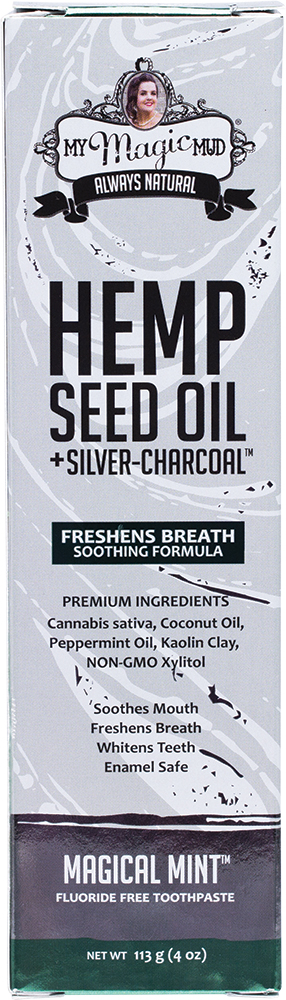 MY Magic MUD®
ALWAYS NATURAL
HEMP
SEED OIL
+SILVER-CHARCOAL™
FRESHENS BREATH
SOOTHING FORMULA
PREMIUM INGREDIENTS
Cannabis sativa, Coconut Oil,
Peppermint Oil, Kaolin Clay,
NON-GMO Xylitol
Soothes Mouth
Freshens Breath
Whitens Teeth
Enamel Safe
MAGICAL MINT™
FLUORIDE FREE TOOTHPASTE
NET WT 113 g (4 oz)